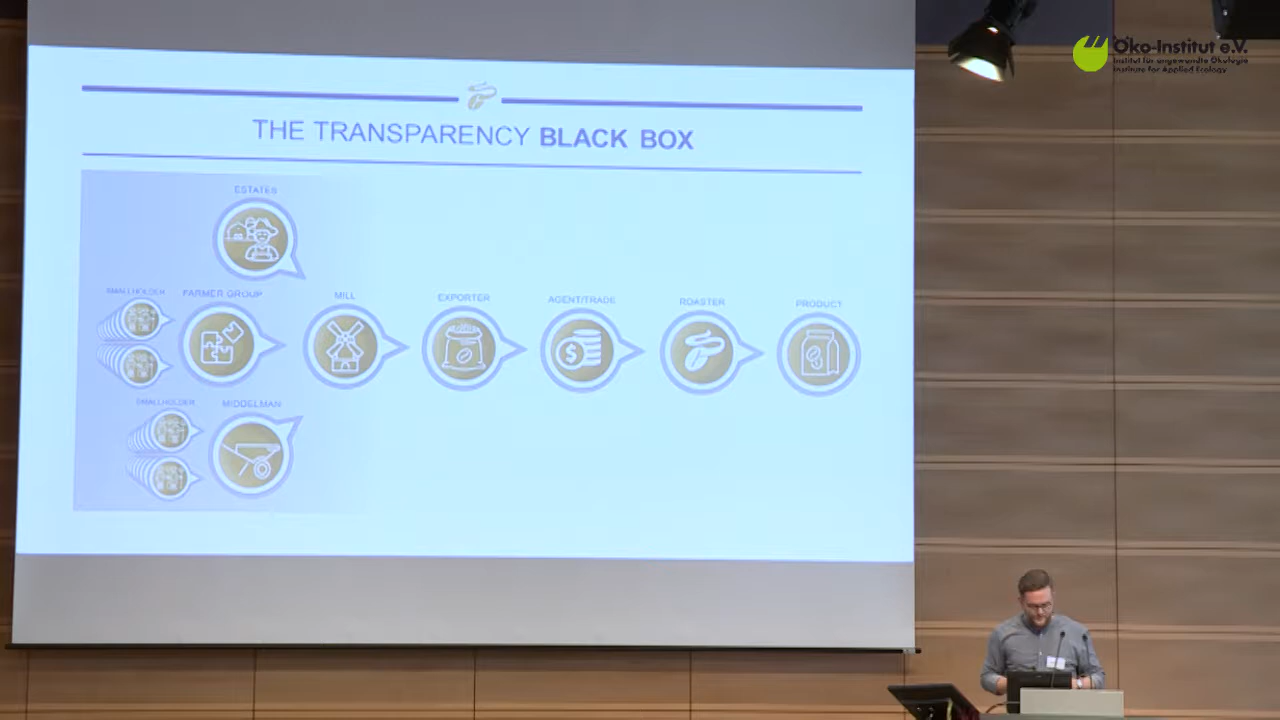 Öko-Institut e.V.
Institut für angewandte Ökologie
Institute for Applied Ecology
THE TRANSPARENCY BLACK BOX
ESTATES
SMALLHOLDER
FARMER GROUP
MILL
EXPORTER
AGENT/TRADE
ROASTER
PRODUCT
$
SMALLHOLDER
MIDDELMAN